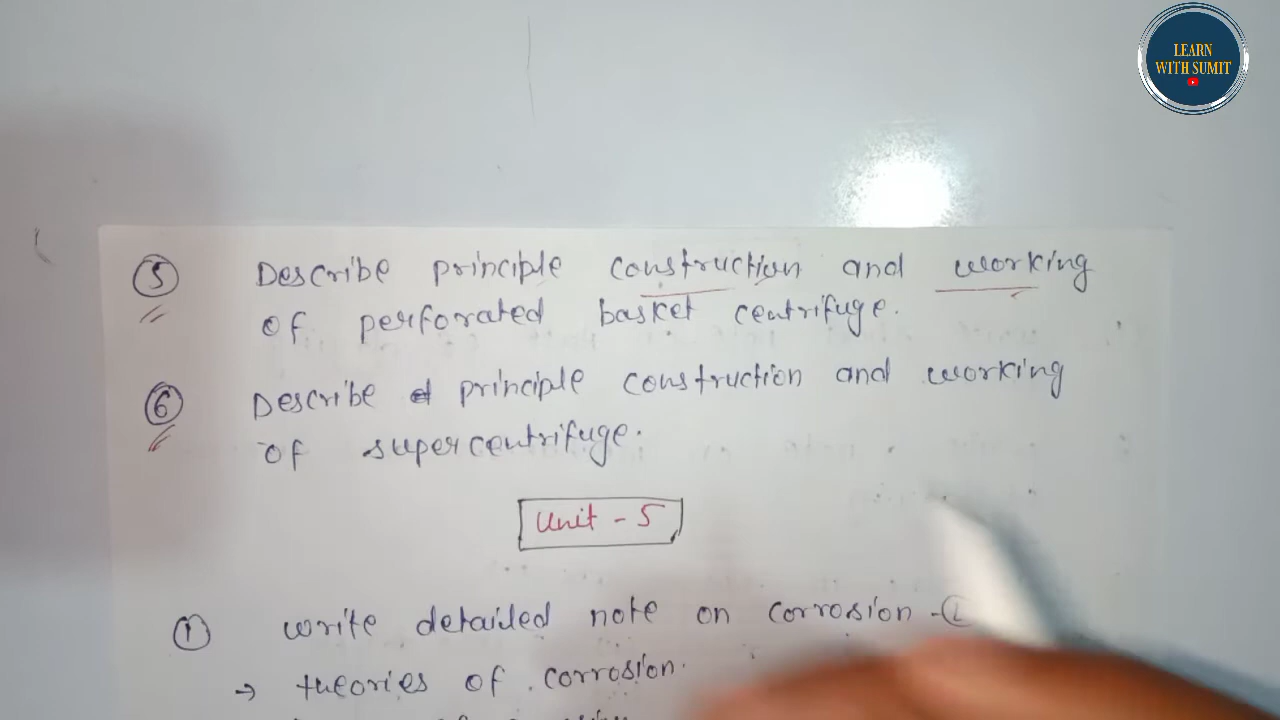 LEARN
WITH SUMIT
5 Describe principle construction and working
of perforated basket centrifuge.
6 Describe principle construction and working
of supercentrifuge.
Unit - 5
1 write detailed note on corrosion -
→ theories of corrosion.